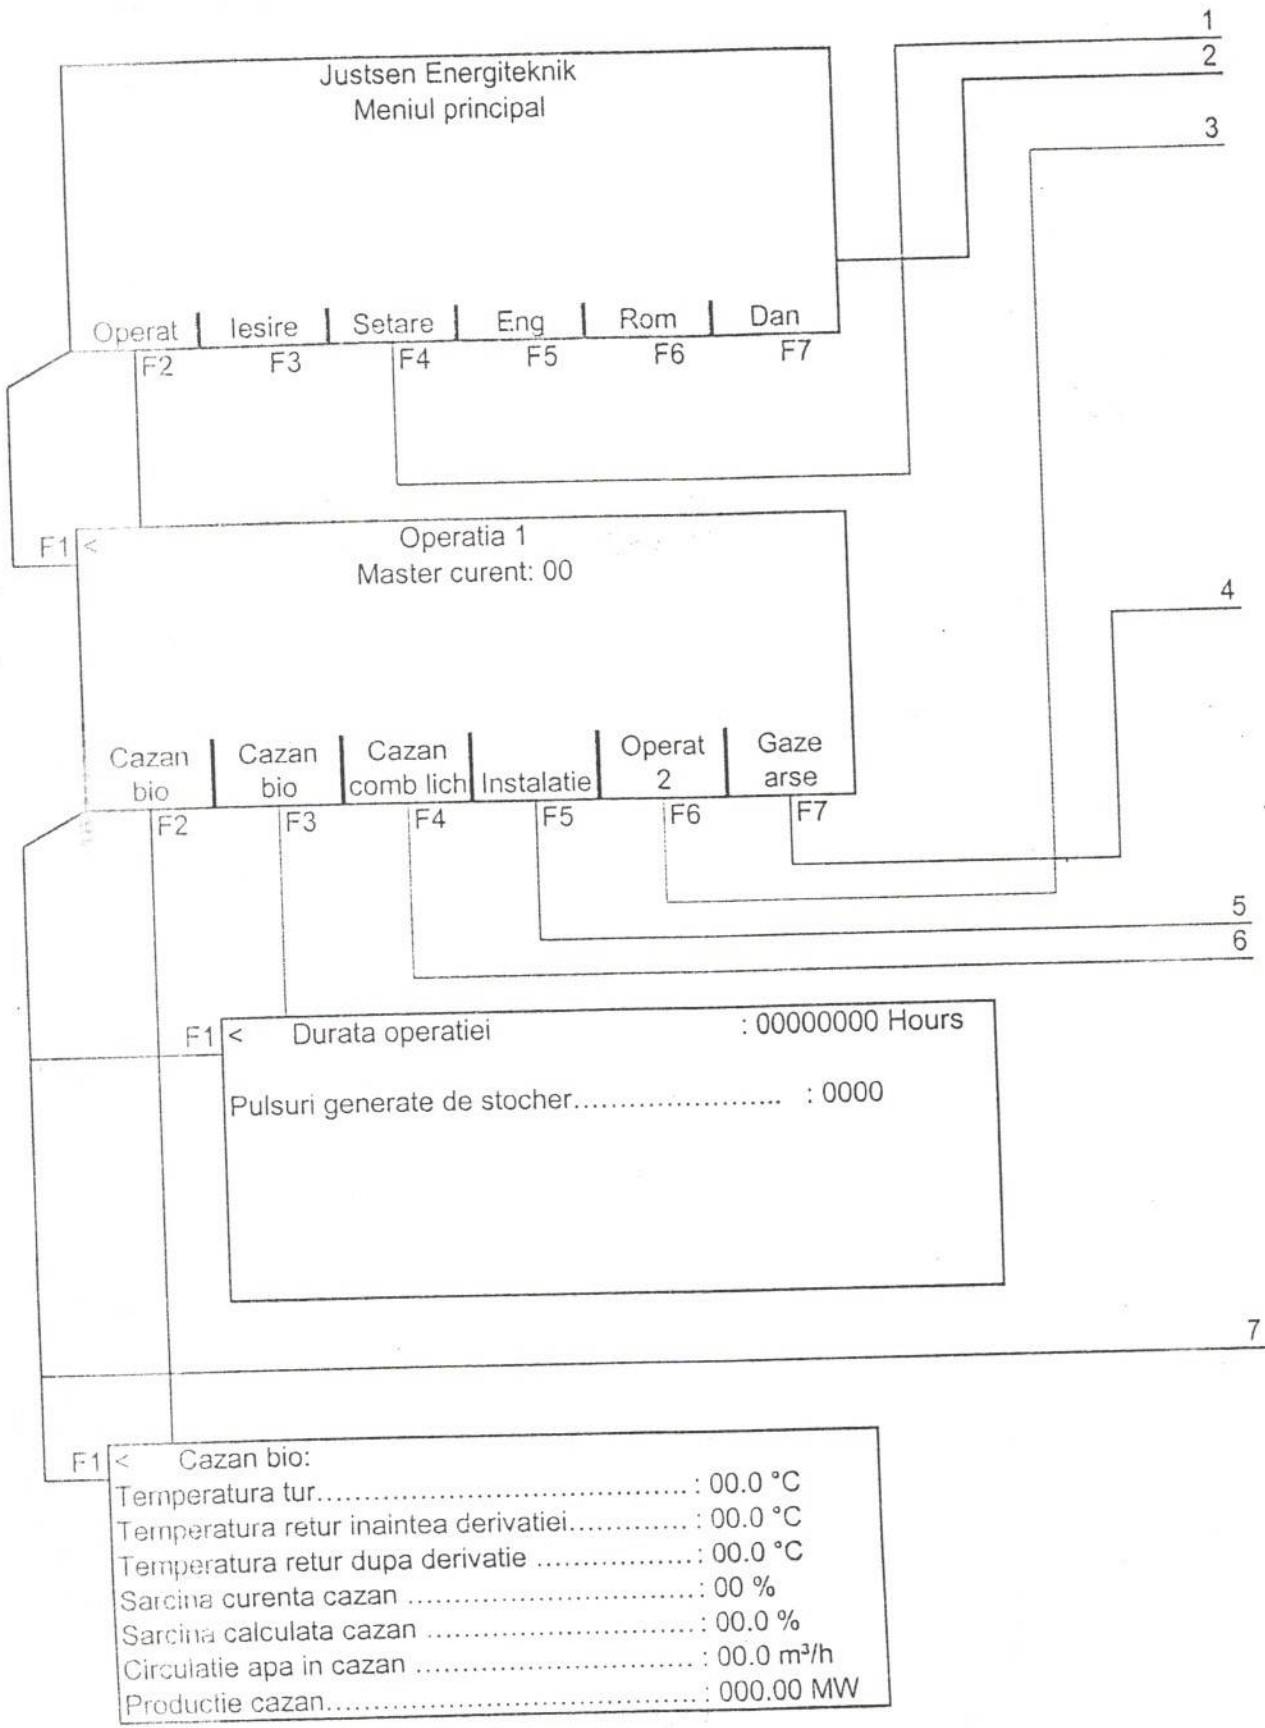 1
2
3
Justsen Energiteknik
Meniul principal
Operat Iesire Setare Eng Rom Dan
F2 F3 F4 F5 F6 F7
F1 < Operatia 1
Master curent: 00
4
Cazan bio Cazan bio Cazan comb lich Instalatie Operat 2 Gaze arse
F2 F3 F4 F5 F6 F7
5
6
F1 < Durata operatiei : 00000000 Hours
Pulsuri generate de stocher...................... : 0000
7
F1 < Cazan bio:
Temperatura tur........................................ : 00.0 °C
Temperatura retur inaintea derivatiei............. : 00.0 °C
Temperatura retur dupa derivatie .................: 00.0 °C
Sarcina curenta cazan ...............................: 00 %
Sarcina calculata cazan .............................: 00.0 %
Circulatie apa in cazan .............................. : 00.0 m³/h
Productie cazan........................................ : 000.00 MW